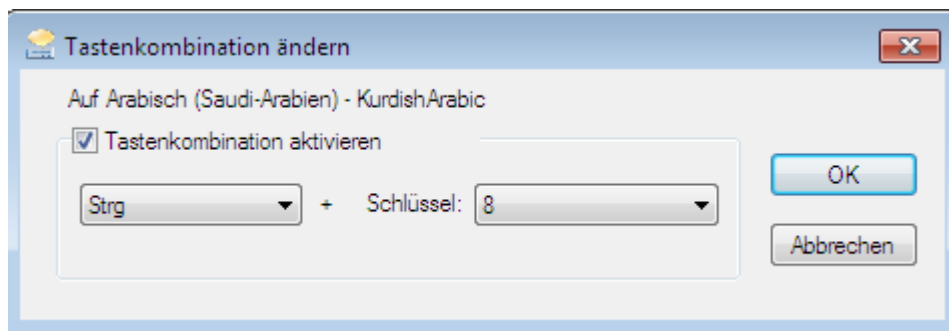 Tastenkombination ändern
Auf Arabisch (Saudi-Arabien) - KurdishArabic
Tastenkombination aktivieren
Strg + Schlüssel: 8
OK
Abbrechen